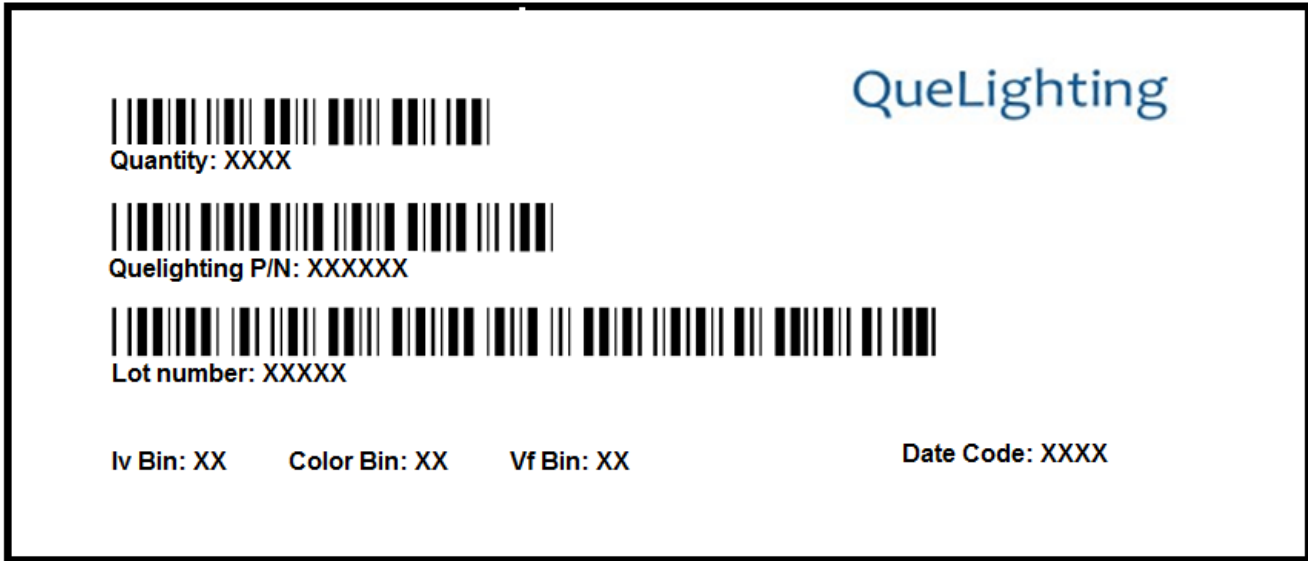 QueLighting
Quantity: XXXX
Quelighting P/N: XXXXXX
Lot number: XXXXX
Iv Bin: XX Color Bin: XX Vf Bin: XX Date Code: XXXX